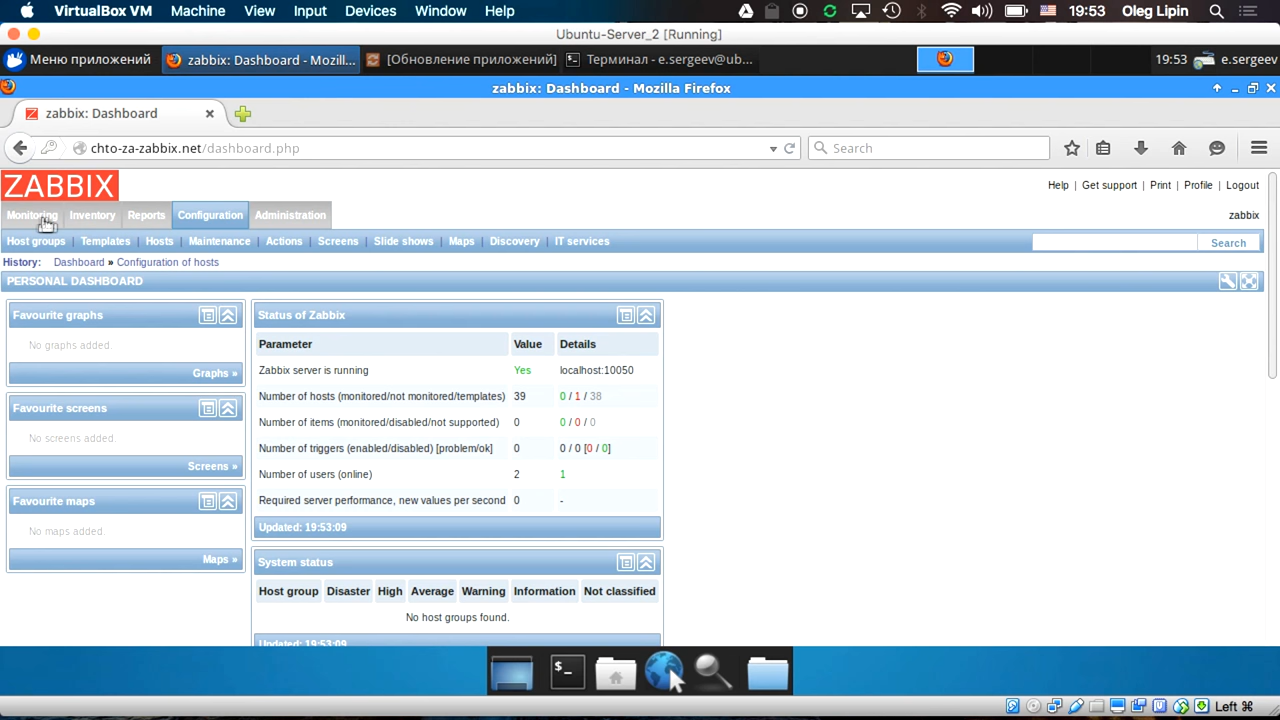 VirtualBox VM Machine View Input Devices Window Help 19:53 Oleg Lipin
Ubuntu-Server_2 [Running]
Меню приложений zabbix: Dashboard - Mozill... [Обновление приложений] Терминал - e.sergeev@ub... 19:53 e.sergeev
zabbix: Dashboard - Mozilla Firefox
zabbix: Dashboard
chto-za-zabbix.net/dashboard.php Search
ZABBIX
Help | Get support | Print | Profile | Logout
Monitoring Inventory Reports Configuration Administration zabbix
Host groups | Templates | Hosts | Maintenance | Actions | Screens | Slide shows | Maps | Discovery | IT services Search
History: Dashboard » Configuration of hosts
PERSONAL DASHBOARD
Favourite graphs
No graphs added.
Graphs »
Favourite screens
No screens added.
Screens »
Favourite maps
No maps added.
Maps »
Status of Zabbix
Parameter Value Details
Zabbix server is running Yes localhost:10050
Number of hosts (monitored/not monitored/templates) 39 0 / 1 / 38
Number of items (monitored/disabled/not supported) 0 0 / 0 / 0
Number of triggers (enabled/disabled) [problem/ok] 0 0 / 0 [0 / 0]
Number of users (online) 2 1
Required server performance, new values per second 0 -
Updated: 19:53:09
System status
Host group Disaster High Average Warning Information Not classified
No host groups found.
Updated: 19:53:09
$_
Left ⌘